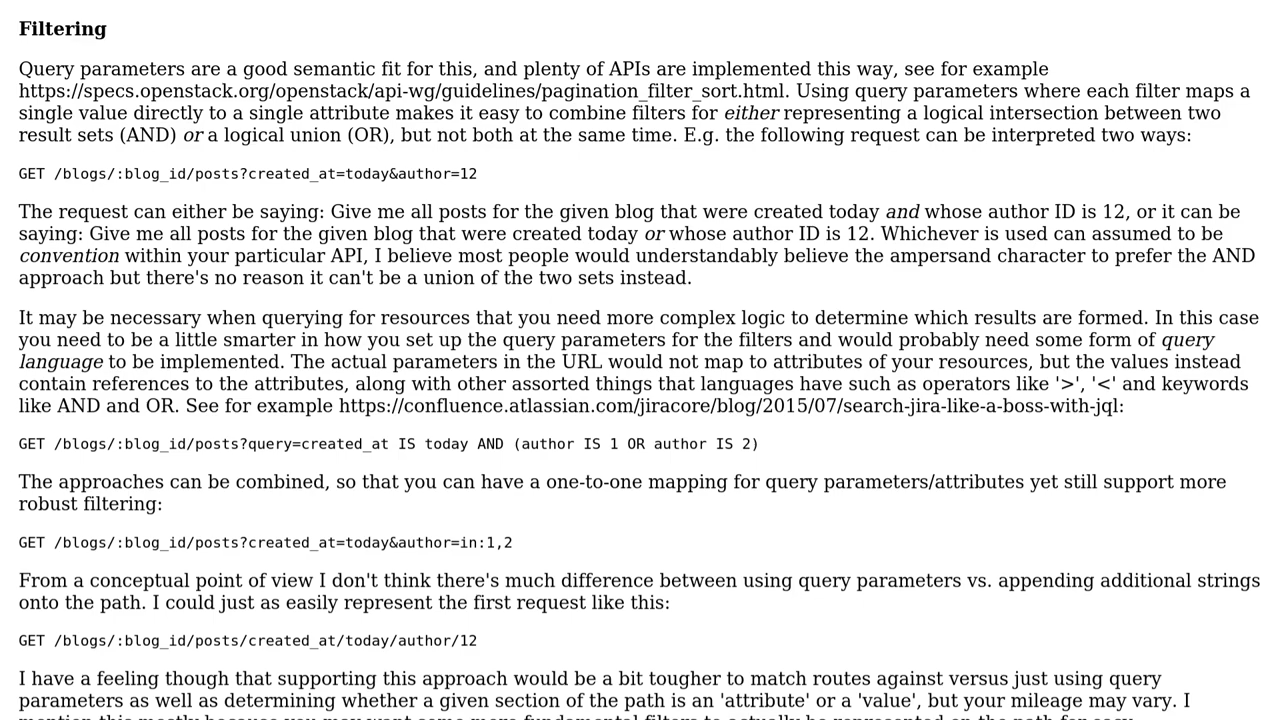 Filtering
Query parameters are a good semantic fit for this, and plenty of APIs are implemented this way, see for example
https://specs.openstack.org/openstack/api-wg/guidelines/pagination_filter_sort.html. Using query parameters where each filter maps a
single value directly to a single attribute makes it easy to combine filters for either representing a logical intersection between two
result sets (AND) or a logical union (OR), but not both at the same time. E.g. the following request can be interpreted two ways:
GET /blogs/:blog_id/posts?created_at=today&author=12
The request can either be saying: Give me all posts for the given blog that were created today and whose author ID is 12, or it can be
saying: Give me all posts for the given blog that were created today or whose author ID is 12. Whichever is used can assumed to be
convention within your particular API, I believe most people would understandably believe the ampersand character to prefer the AND
approach but there's no reason it can't be a union of the two sets instead.
It may be necessary when querying for resources that you need more complex logic to determine which results are formed. In this case
you need to be a little smarter in how you set up the query parameters for the filters and would probably need some form of query
language to be implemented. The actual parameters in the URL would not map to attributes of your resources, but the values instead
contain references to the attributes, along with other assorted things that languages have such as operators like '>', '<' and keywords
like AND and OR. See for example https://confluence.atlassian.com/jiracore/blog/2015/07/search-jira-like-a-boss-with-jql:
GET /blogs/:blog_id/posts?query=created_at IS today AND (author IS 1 OR author IS 2)
The approaches can be combined, so that you can have a one-to-one mapping for query parameters/attributes yet still support more
robust filtering:
GET /blogs/:blog_id/posts?created_at=today&author=in:1,2
From a conceptual point of view I don't think there's much difference between using query parameters vs. appending additional strings
onto the path. I could just as easily represent the first request like this:
GET /blogs/:blog_id/posts/created_at/today/author/12
I have a feeling though that supporting this approach would be a bit tougher to match routes against versus just using query
parameters as well as determining whether a given section of the path is an 'attribute' or a 'value', but your mileage may vary. I